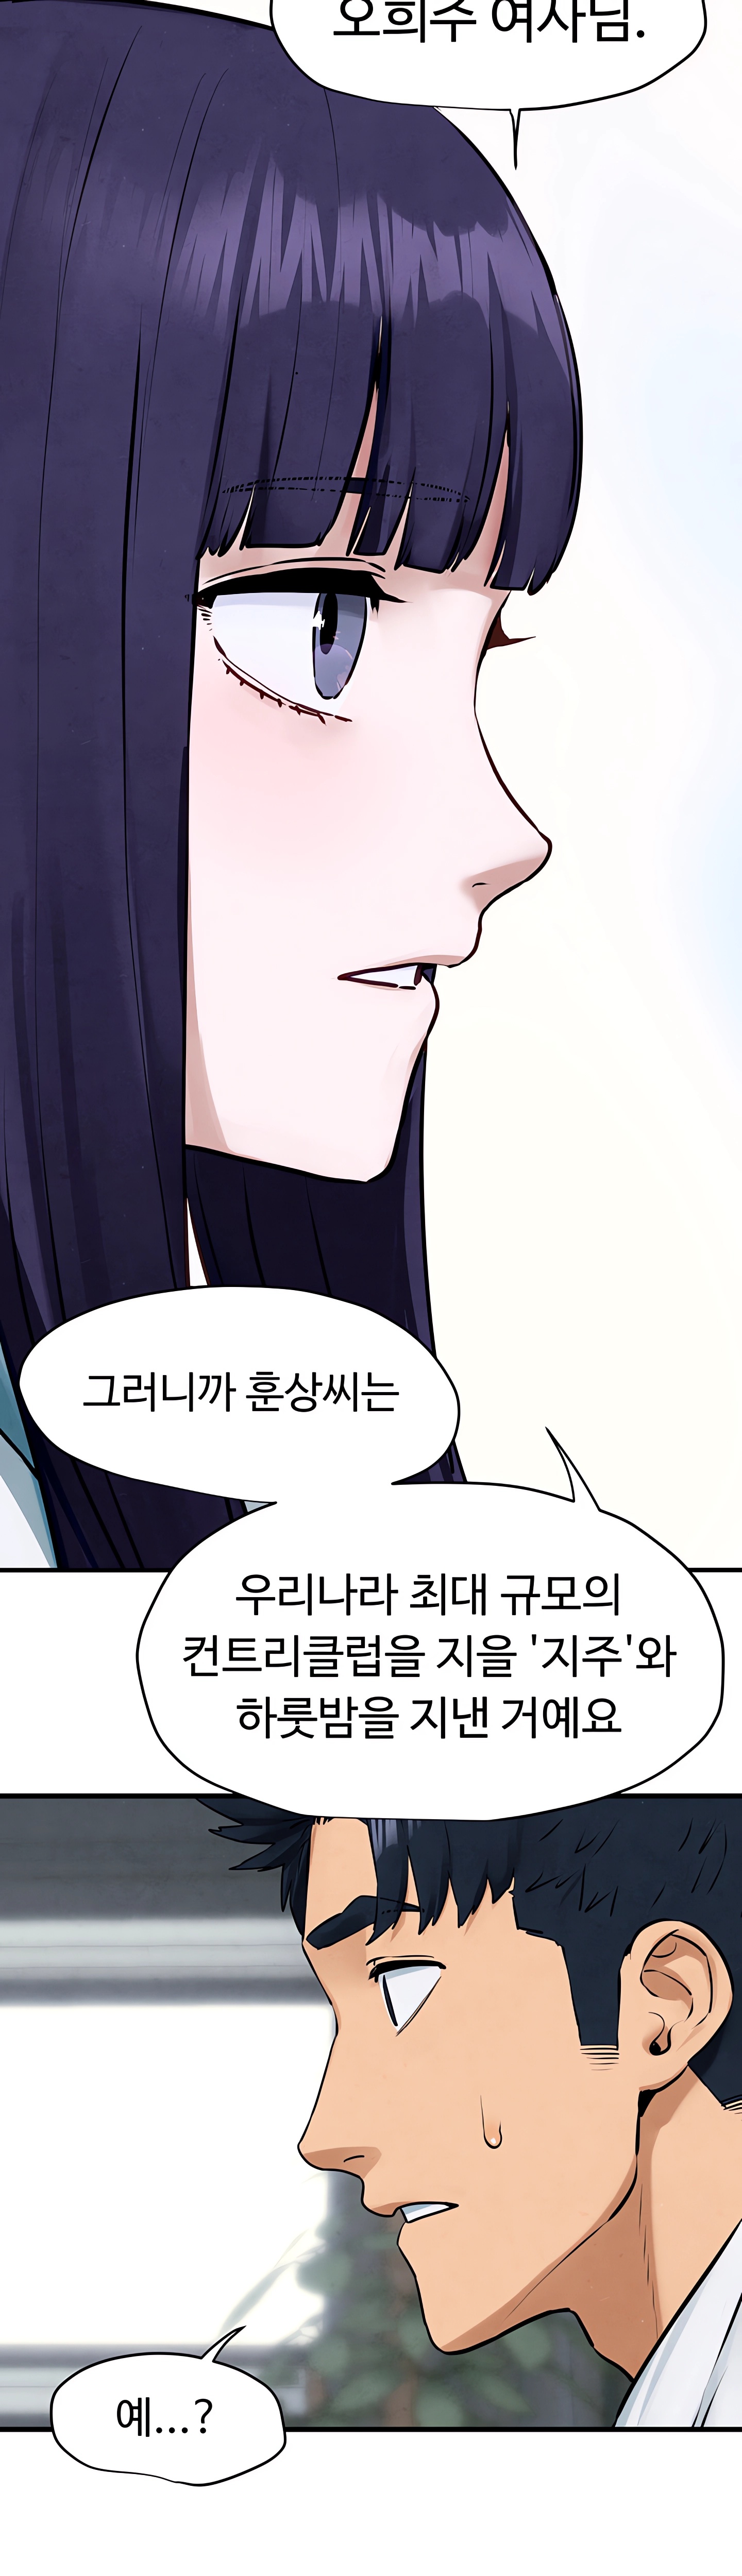 오희주 여사님.
그러니까 훈상씨는
우리나라 최대 규모의
컨트리클럽을 지을 '지주'와
하룻밤을 지낸 거예요
예...?